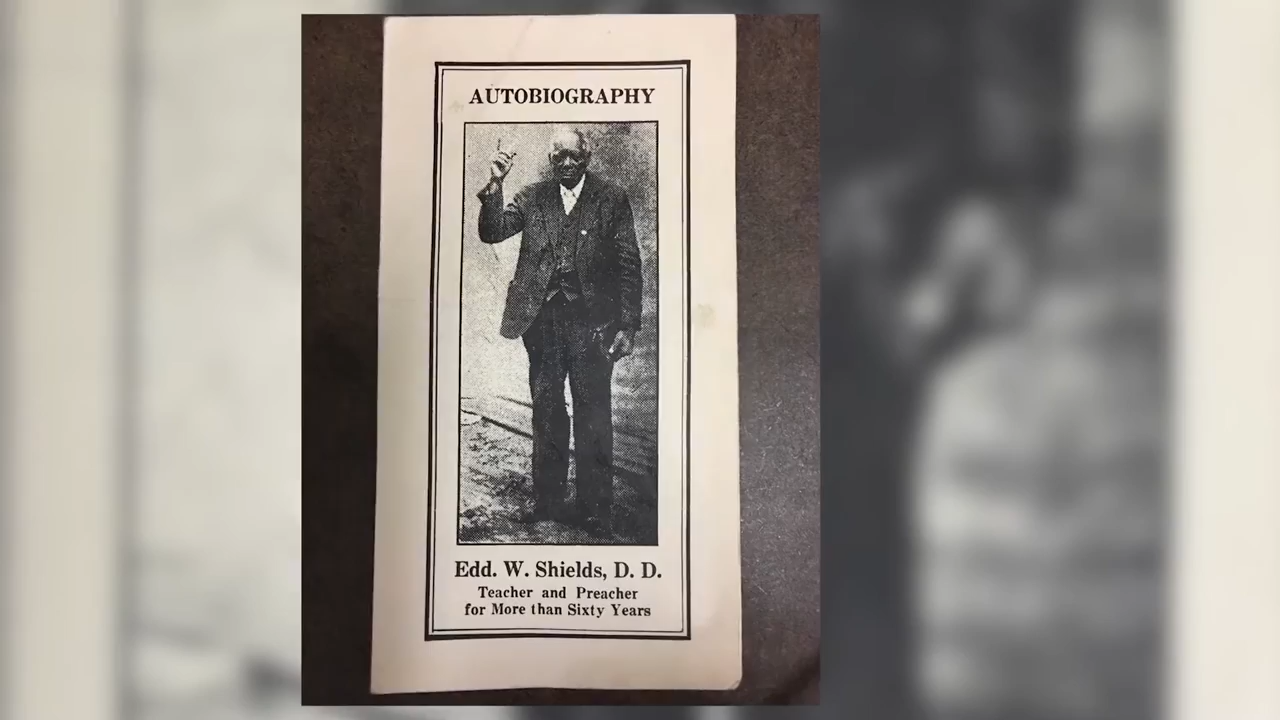 AUTOBIOGRAPHY
Edd. W. Shields, D. D.
Teacher and Preacher
for More than Sixty Years